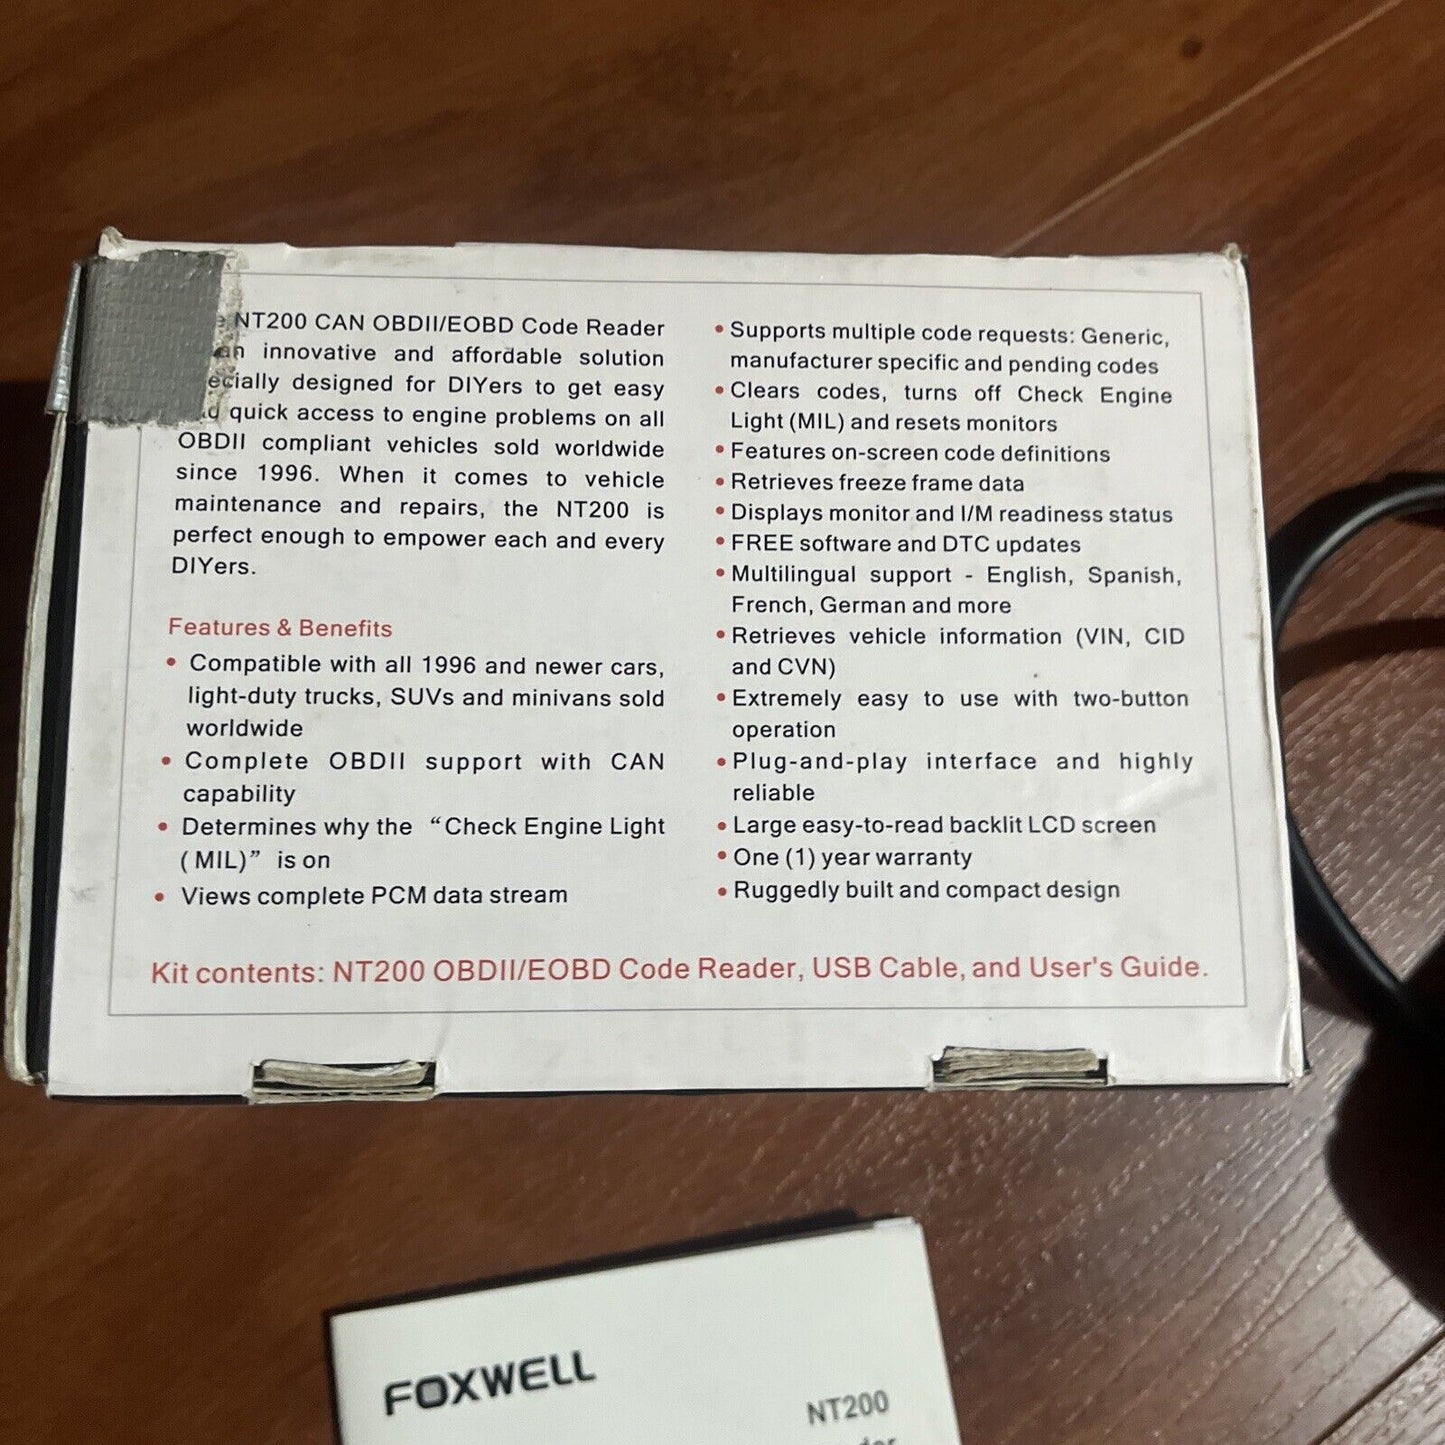 NT200 CAN OBDII/EOBD Code Reader
innovative and affordable solution
designed for DIYers to get easy
quick access to engine problems on all
OBDII compliant vehicles sold worldwide
since 1996. When it comes to vehicle
maintenance and repairs, the NT200 is
perfect enough to empower each and every
DIYers.
Features & Benefits
• Compatible with all 1996 and newer cars,
light-duty trucks, SUVs and minivans sold
worldwide
• Complete OBDII support with CAN
capability
• Determines why the “Check Engine Light
( MIL)” is on
• Views complete PCM data stream
• Supports multiple code requests: Generic,
manufacturer specific and pending codes
• Clears codes, turns off Check Engine
Light (MIL) and resets monitors
• Features on-screen code definitions
• Retrieves freeze frame data
• Displays monitor and I/M readiness status
• FREE software and DTC updates
• Multilingual support - English, Spanish,
French, German and more
• Retrieves vehicle information (VIN, CID
and CVN)
• Extremely easy to use with two-button
operation
• Plug-and-play interface and highly
reliable
• Large easy-to-read backlit LCD screen
• One (1) year warranty
• Ruggedly built and compact design
Kit contents: NT200 OBDII/EOBD Code Reader, USB Cable, and User's Guide.
FOXWELL
NT200